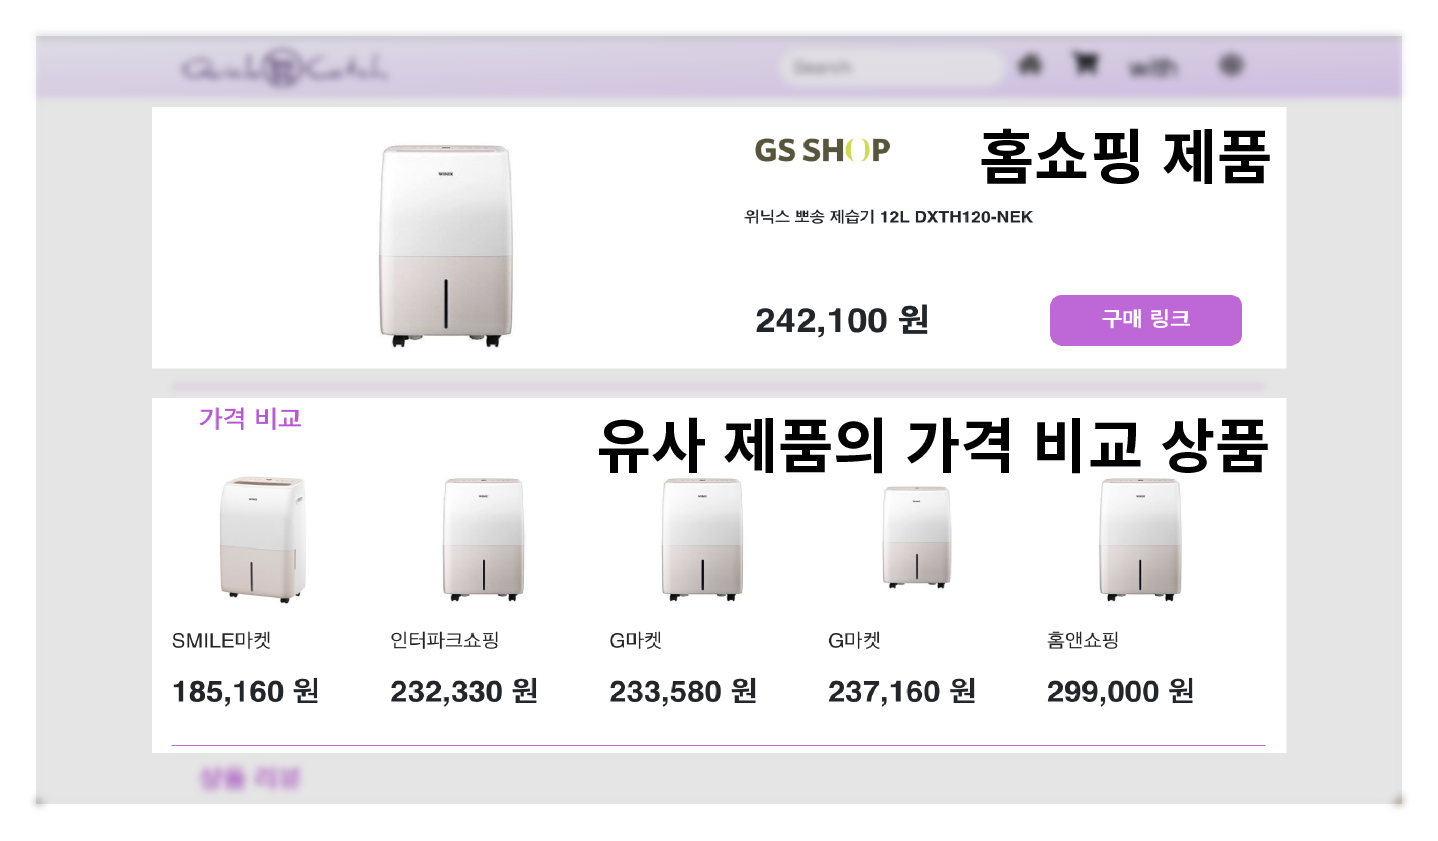 Search
with
GS SHOP
홈쇼핑 제품
위닉스 뽀송 제습기 12L DXTH120-NEK
242,100 원
구매 링크
가격 비교
유사 제품의 가격 비교 상품
SMILE마켓
인터파크쇼핑
G마켓
G마켓
홈앤쇼핑
185,160 원
232,330 원
233,580 원
237,160 원
299,000 원
상품 리뷰